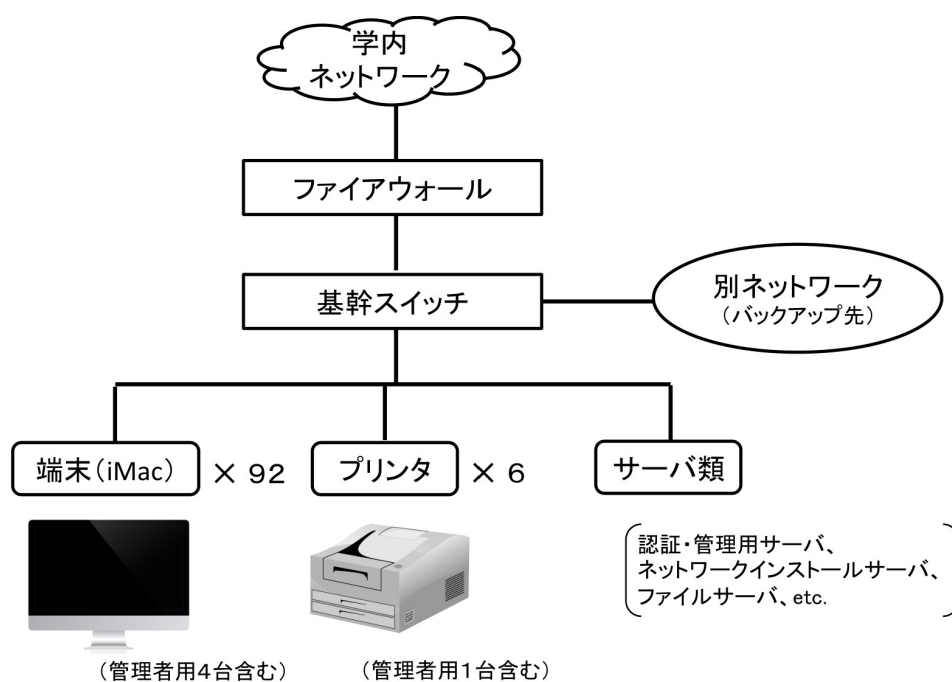 学内
ネットワーク
ファイアウォール
基幹スイッチ
別ネットワーク
（バックアップ先）
端末（iMac） × 92
プリンタ × 6
サーバ類
認証・管理用サーバ、
ネットワークインストールサーバ、
ファイルサーバ、etc.
（管理者用4台含む）
（管理者用1台含む）